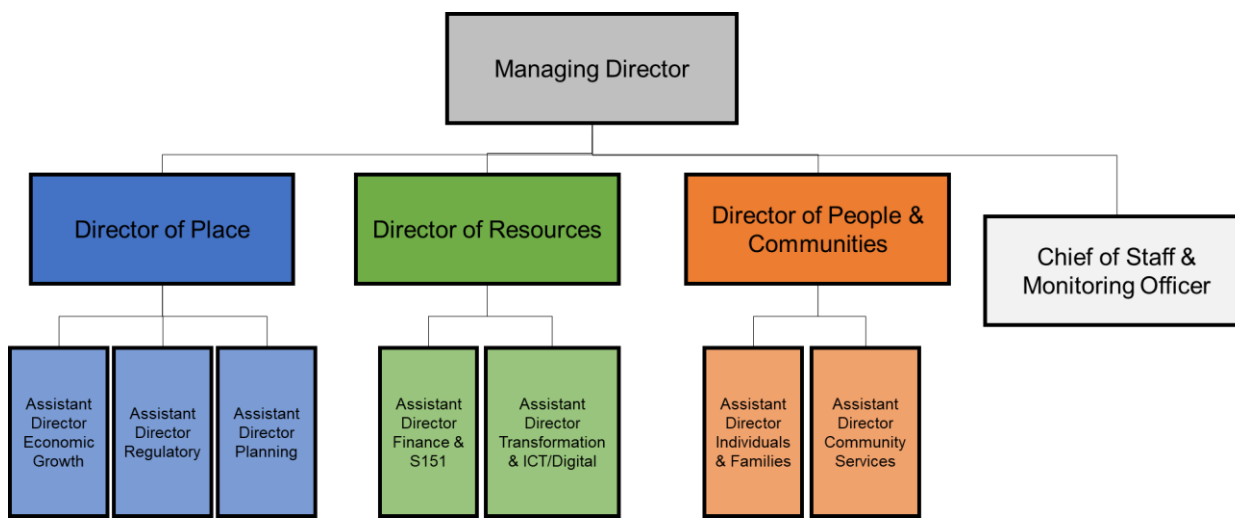 Managing Director
Director of Place
Director of Resources
Director of People &
Communities
Chief of Staff &
Monitoring Officer
Assistant
Director
Economic
Growth
Assistant
Director
Regulatory
Assistant
Director
Planning
Assistant
Director
Finance &
S151
Assistant
Director
Transformation
& ICT/Digital
Assistant
Director
Individuals
& Families
Assistant
Director
Community
Services